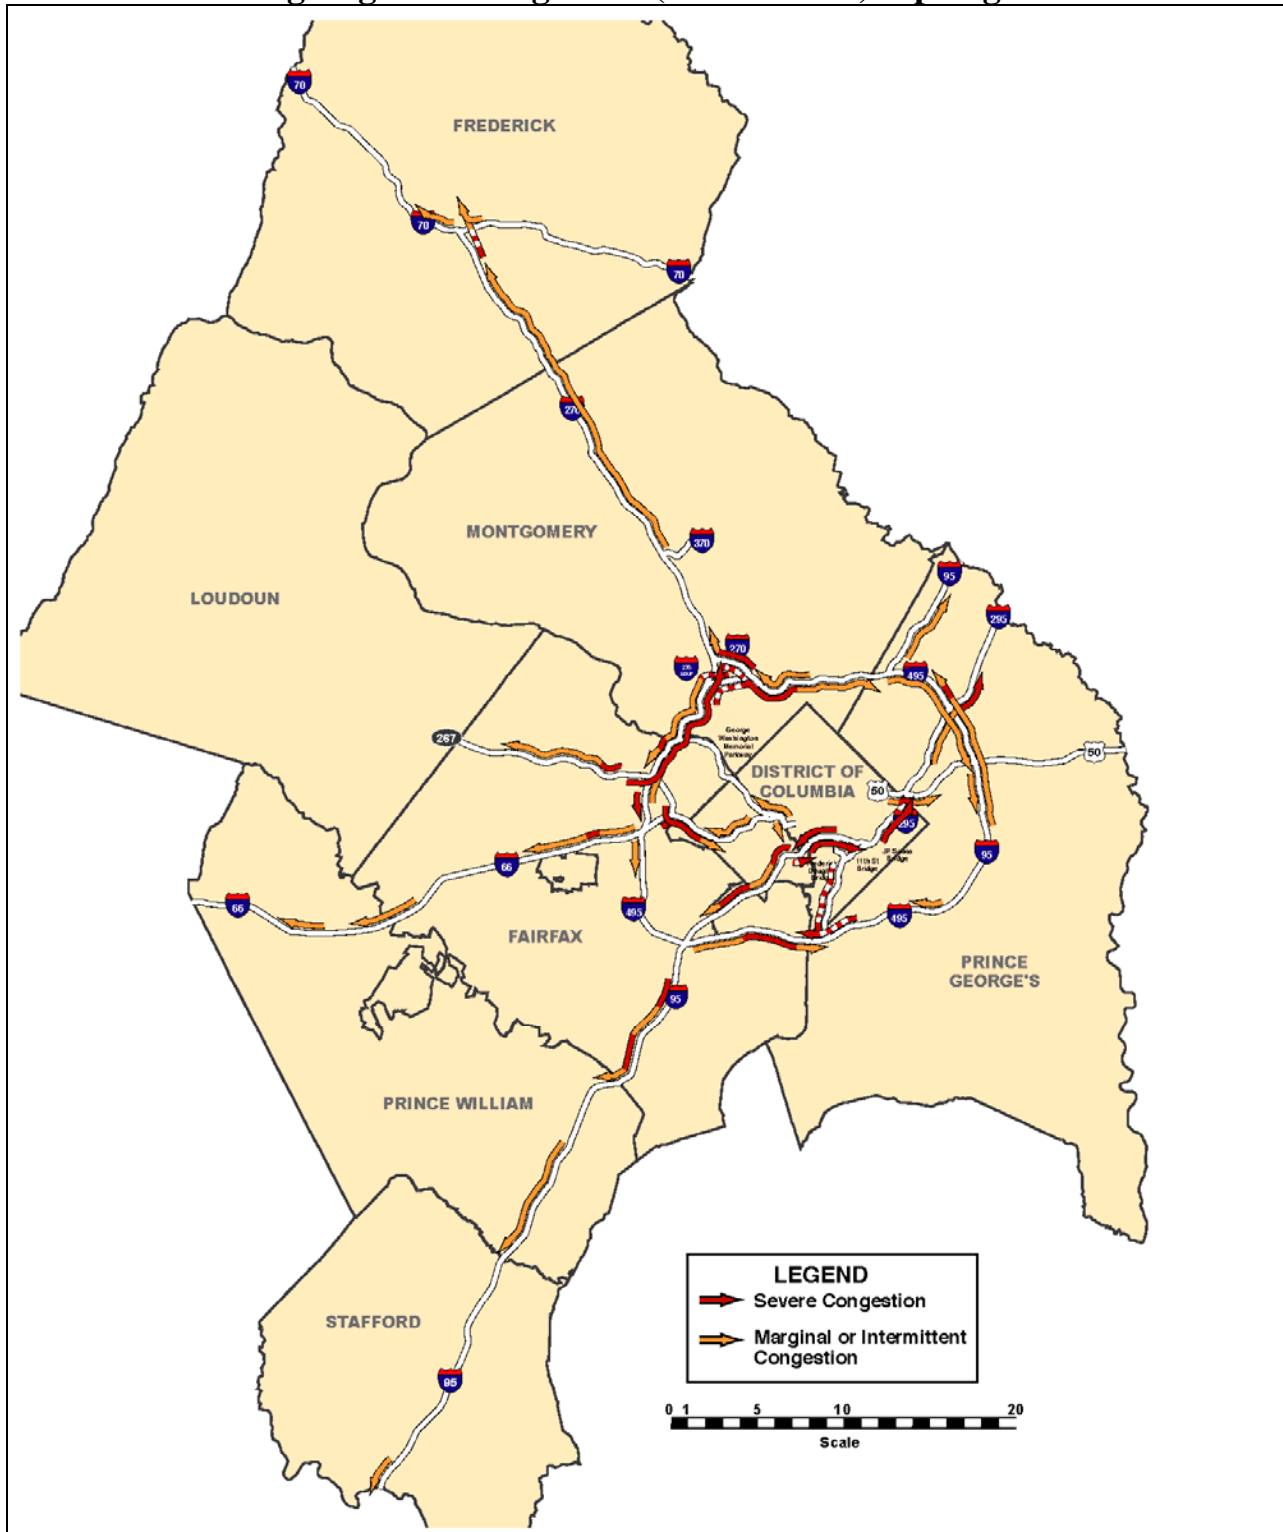 70
FREDERICK
70
70
270
MONTGOMERY
370
LOUDOUN
95
295
270
495
267
George
Washington
Memorial
Parkway
50
DISTRICT OF
COLUMBIA
50
295
66
JP
Bridge
11th St
Bridge
95
66
495
495
FAIRFAX
PRINCE
GEORGE'S
95
PRINCE WILLIAM
LEGEND
Severe Congestion
STAFFORD
Marginal or Intermittent
Congestion
95
0 1 5 10 20
Scale